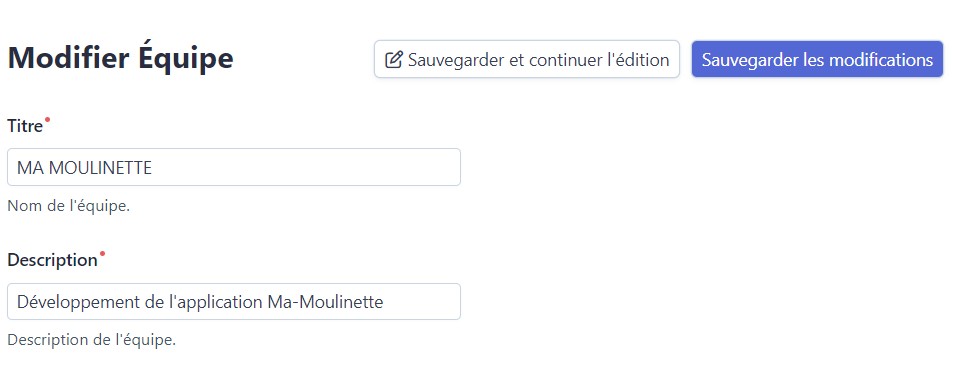 Modifier Équipe
Sauvegarder et continuer l'édition
Sauvegarder les modifications
Titre*
MA MOULINETTE
Nom de l'équipe.
Description*
Développement de l'application Ma-Moulinette
Description de l'équipe.